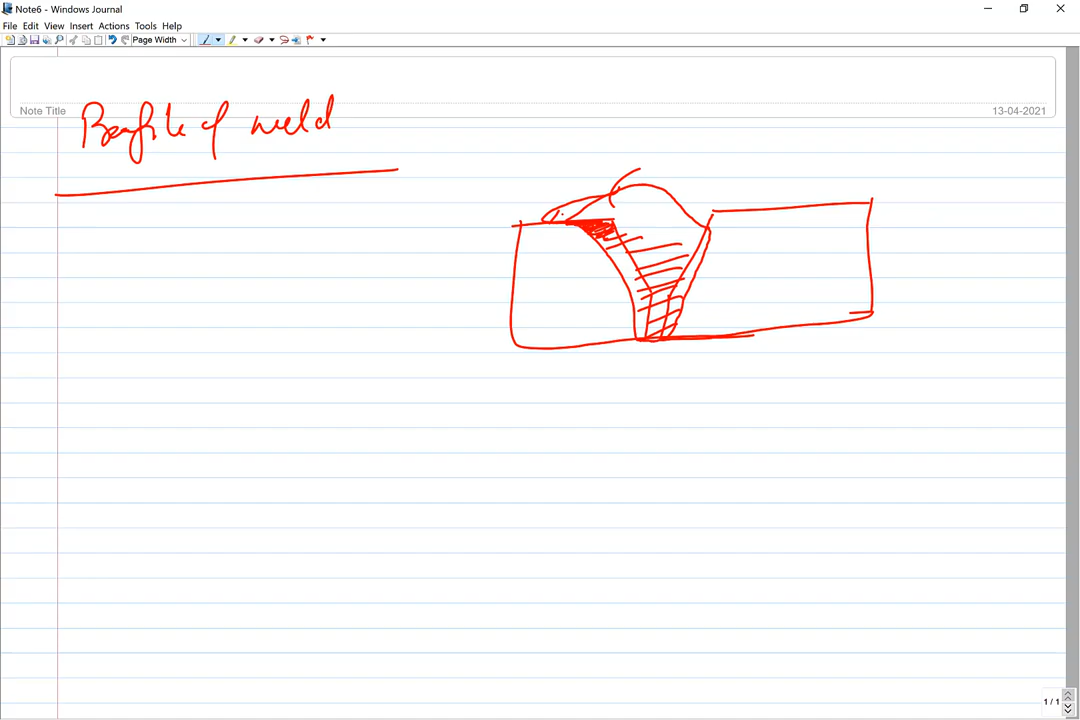 Note6 - Windows Journal
File Edit View Insert Actions Tools Help
Page Width
Note Title
13-04-2021
of weld
1 / 1